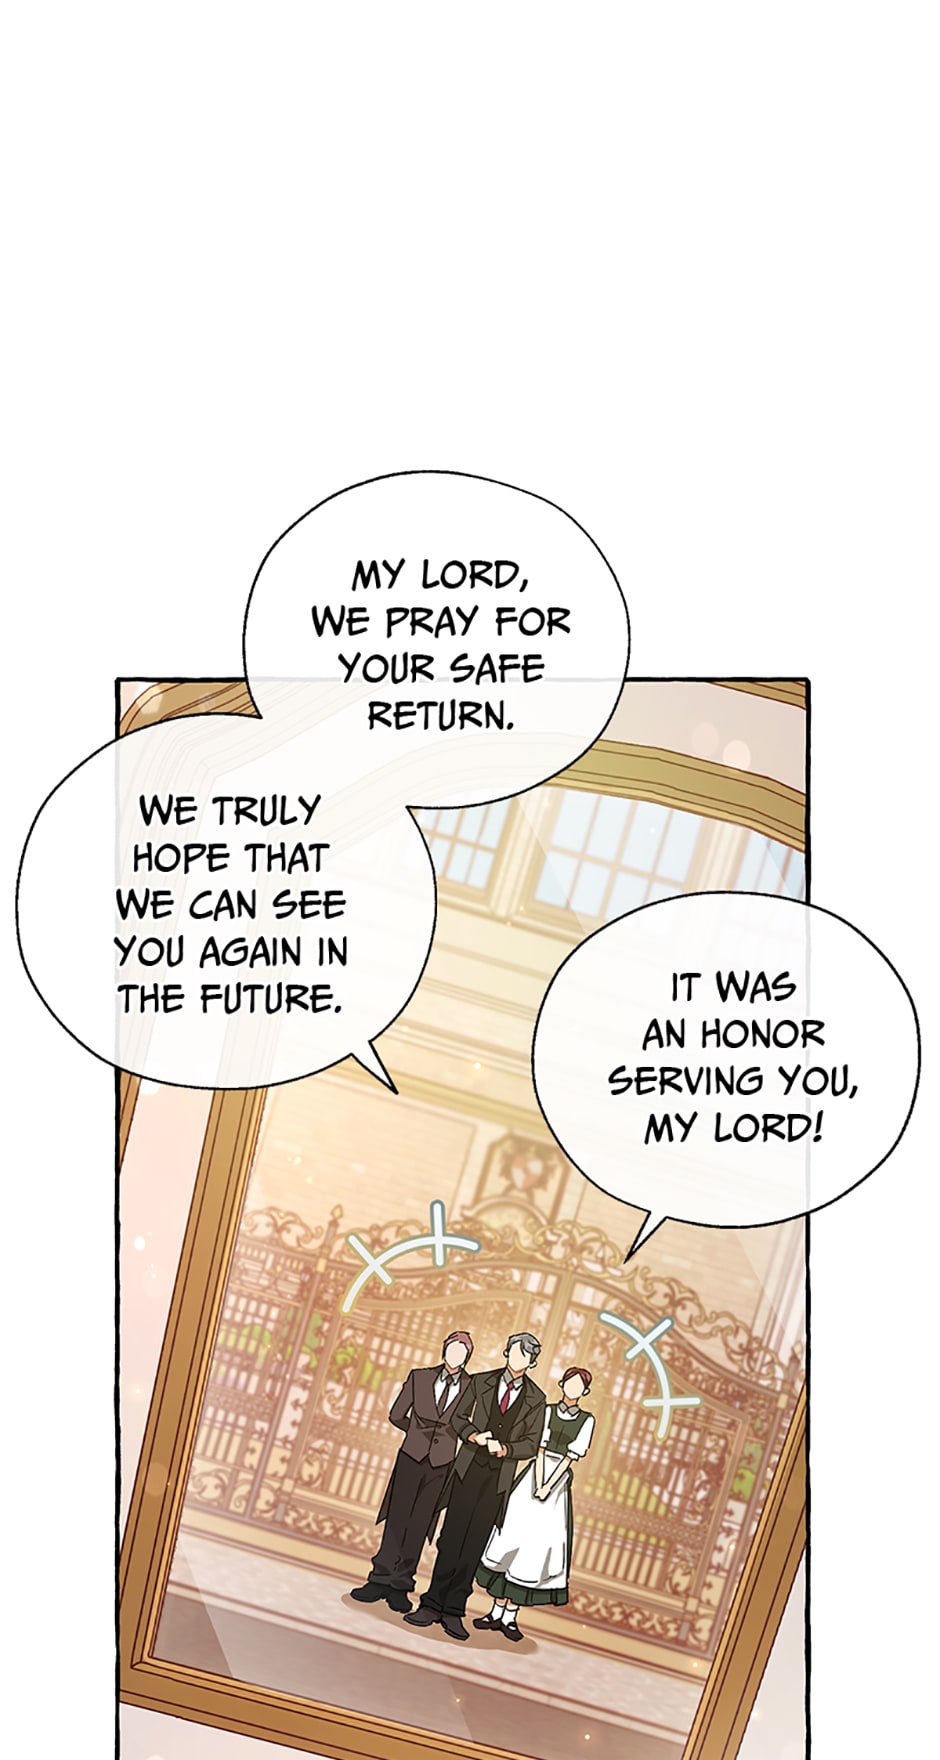 MY LORD,
WE PRAY FOR
YOUR SAFE
RETURN.
WE TRULY
HOPE THAT
WE CAN SEE
YOU AGAIN IN
THE FUTURE.
IT WAS
AN HONOR
SERVING YOU,
MY LORD!